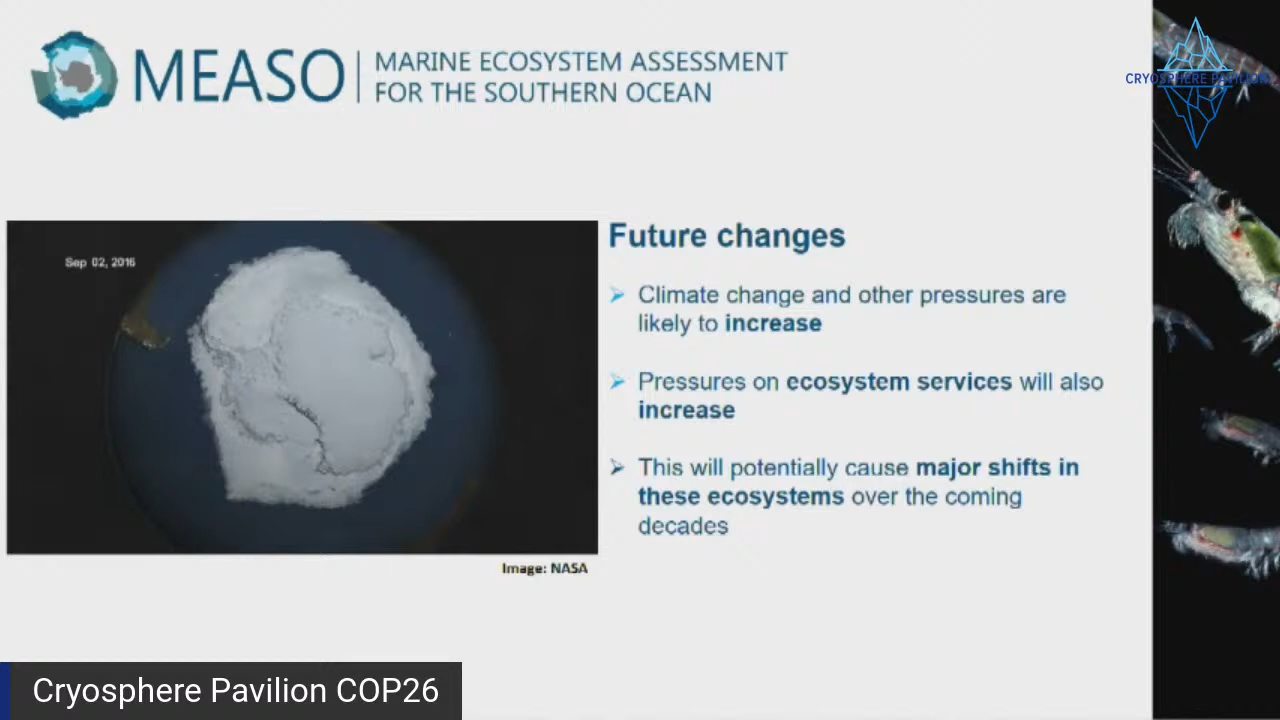 MEASO
MARINE ECOSYSTEM ASSESSMENT
FOR THE SOUTHERN OCEAN
CRYOSPHERE PAVILION
Sep 02, 2016
Future changes
Climate change and other pressures are
likely to increase
Pressures on ecosystem services will also
increase
This will potentially cause major shifts in
these ecosystems over the coming
decades
Image: NASA
Cryosphere Pavilion COP26